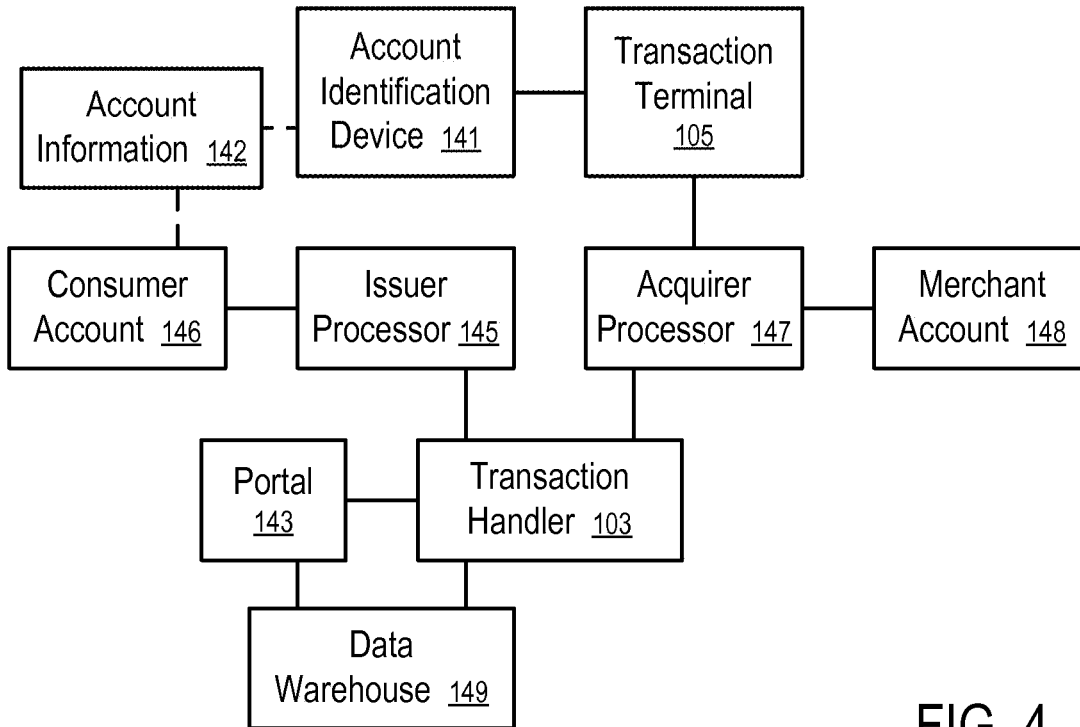 Account
Identification
Device 141
Transaction
Terminal
105
Account
Information 142
Consumer
Account 146
Issuer
Processor 145
Acquirer
Processor 147
Merchant
Account 148
Portal
143
Transaction
Handler 103
Data
Warehouse 149
FIG. 4